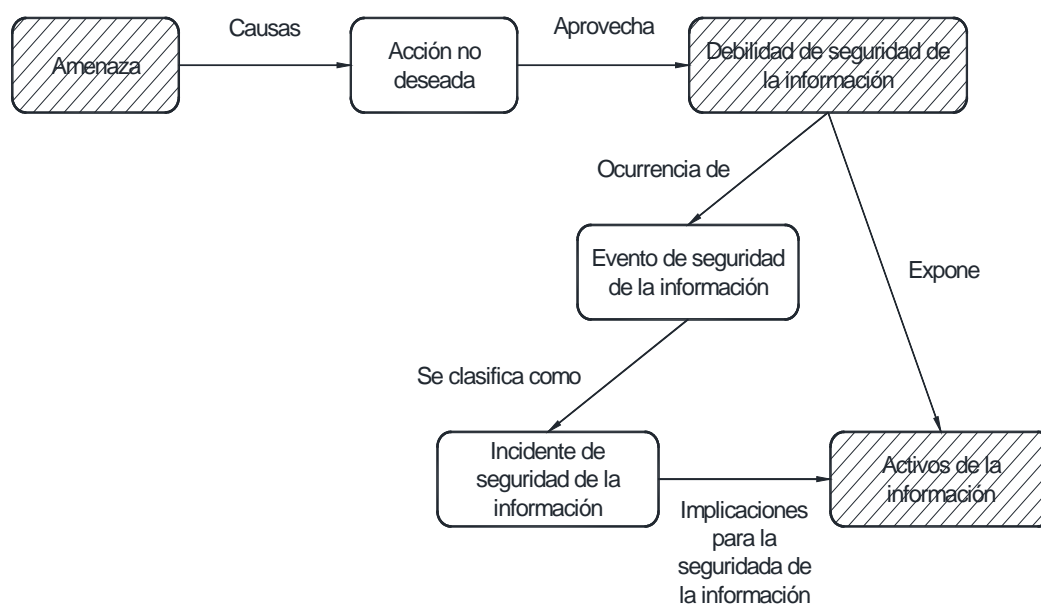 Causas
Aprovecha
Amenaza
Acción no
deseada
Debilidad de seguridad de
la información
Ocurrencia de
Evento de seguridad
de la información
Expone
Se clasifica como
Incidente de
seguridad de la
información
Activos de la
información
Implicaciones
para la
seguridada de
la información